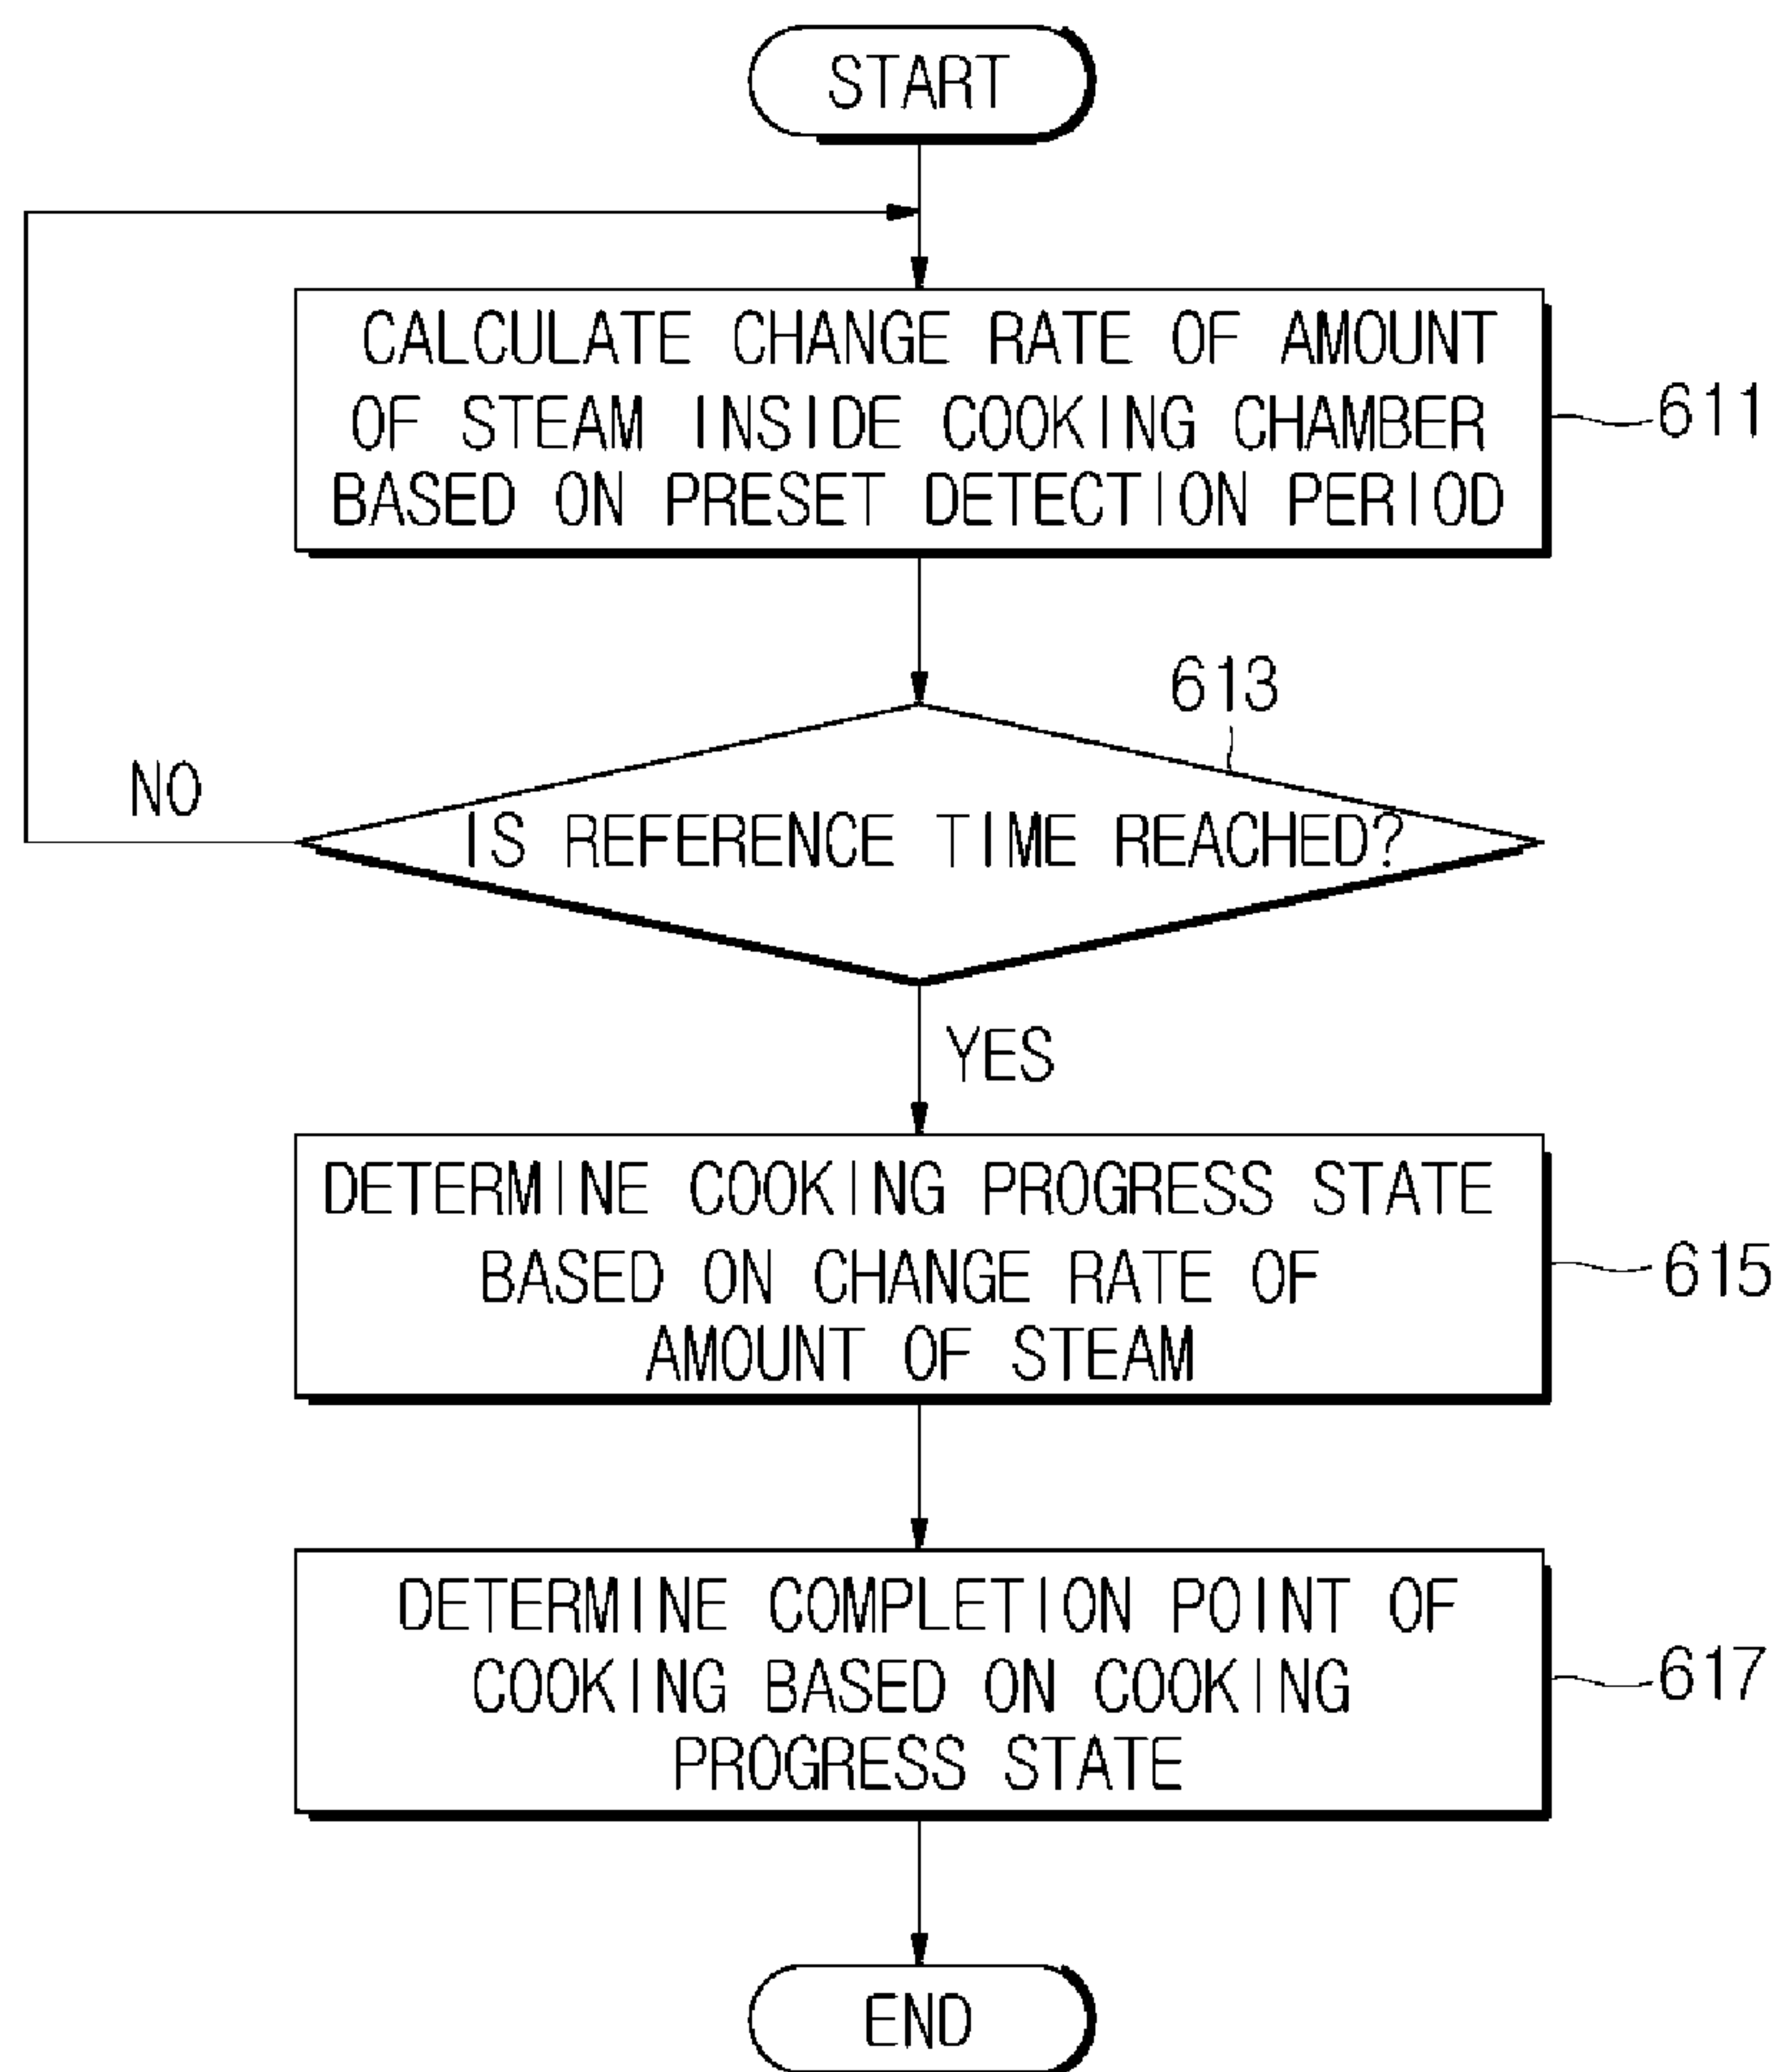 START
CALCULATE CHANGE RATE OF AMOUNT
OF STEAM INSIDE COOKING CHAMBER
BASED ON PRESET DETECTION PERIOD
611
613
NO
IS REFERENCE TIME REACHED?
YES
DETERMINE COOKING PROGRESS STATE
BASED ON CHANGE RATE OF
AMOUNT OF STEAM
615
DETERMINE COMPLETION POINT OF
COOKING BASED ON COOKING
PROGRESS STATE
617
END